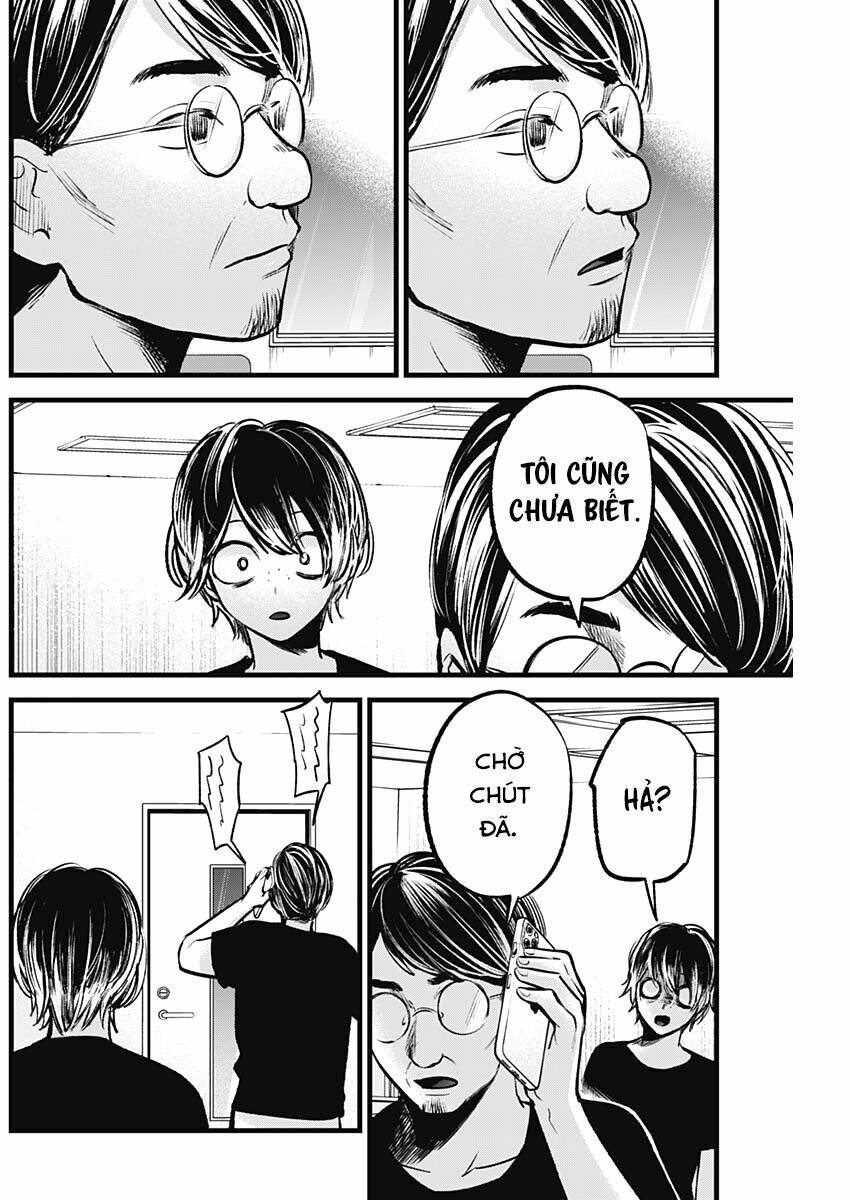 TÔI CŨNG
CHƯA BIẾT.
HẢ?
CHỜ
CHÚT
ĐÃ.